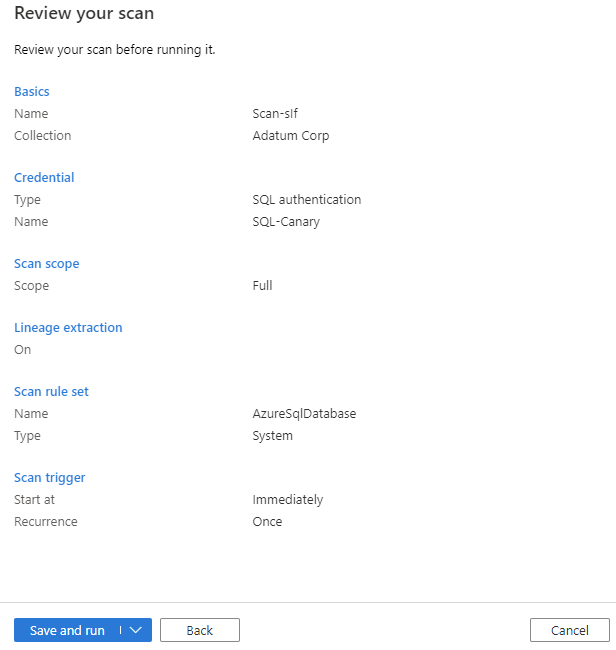 Review your scan
Review your scan before running it.
Basics
Name Scan-slf
Collection Adatum Corp
Credential
Type SQL authentication
Name SQL-Canary
Scan scope
Scope Full
Lineage extraction
On
Scan rule set
Name AzureSqlDatabase
Type System
Scan trigger
Start at Immediately
Recurrence Once
Save and run Back Cancel